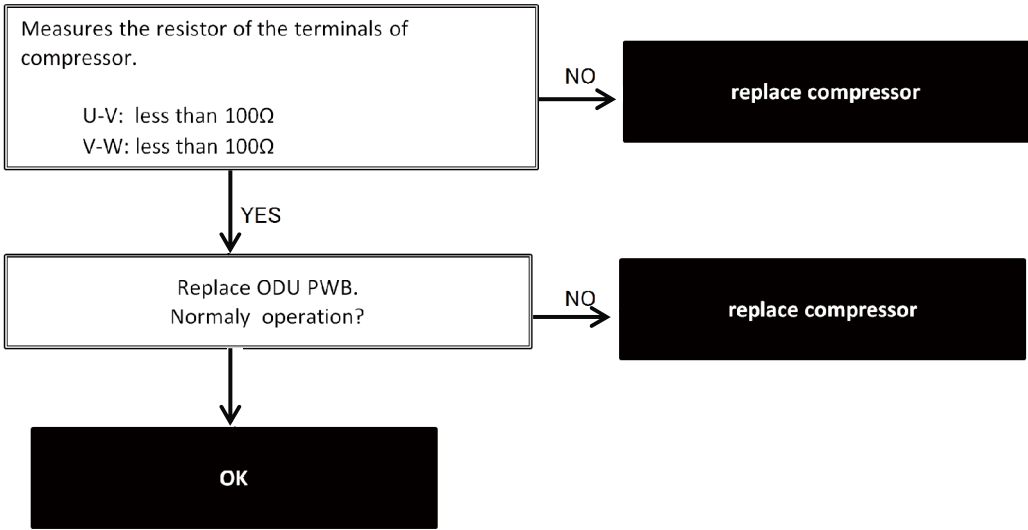 Measures the resistor of the terminals of
compressor.
U-V: less than 100Ω
V-W: less than 100Ω
NO
replace compressor
YES
Replace ODU PWB.
Normaly operation?
NO
replace compressor
OK